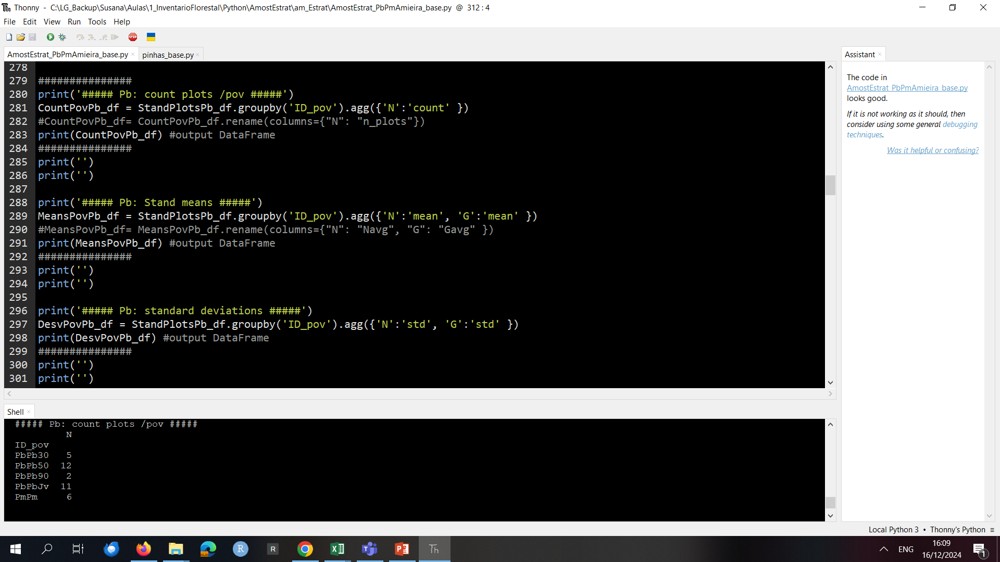 Thonny - C:\LG_Backup\Susana\Aulas\1_InventarioFlorestal\Python\AmostEstrat\am_Estrat\AmostEstrat_PbPmAmieira_base.py @ 312 : 4
File Edit View Run Tools Help
STOP
AmostEstrat_PbPmAmieira_base.py × pinhas_base.py ×
278
279 ###############
280 print('##### Pb: count plots /pov #####')
281 CountPovPb_df = StandPlotsPb_df.groupby('ID_pov').agg({'N':'count' })
282 #CountPovPb_df= CountPovPb_df.rename(columns={"N": "n_plots"})
283 print(CountPovPb_df) #output DataFrame
284 ###############
285 print('')
286 print('')
287
288 print('##### Pb: Stand means #####')
289 MeansPovPb_df = StandPlotsPb_df.groupby('ID_pov').agg({'N':'mean', 'G':'mean' })
290 #MeansPovPb_df= MeansPovPb_df.rename(columns={"N": "Navg", "G": "Gavg" })
291 print(MeansPovPb_df) #output DataFrame
292 ###############
293 print('')
294 print('')
295
296 print('##### Pb: standard deviations #####')
297 DesvPovPb_df = StandPlotsPb_df.groupby('ID_pov').agg({'N':'std', 'G':'std' })
298 print(DesvPovPb_df) #output DataFrame
299 ###############
300 print('')
301 print('')
Assistant ×
The code in
AmostEstrat_PbPmAmieira_base.py
looks good.
If it is not working as it should, then
consider using some general debugging
techniques.
Was it helpful or confusing?
Shell ×
##### Pb: count plots /pov #####
N
ID_pov
PbPb30 5
PbPb50 12
PbPb90 2
PbPbJv 11
PmPm 6
Local Python 3 • Thonny's Python ≡
R R X T P Th
ENG
16:09
16/12/2024
1